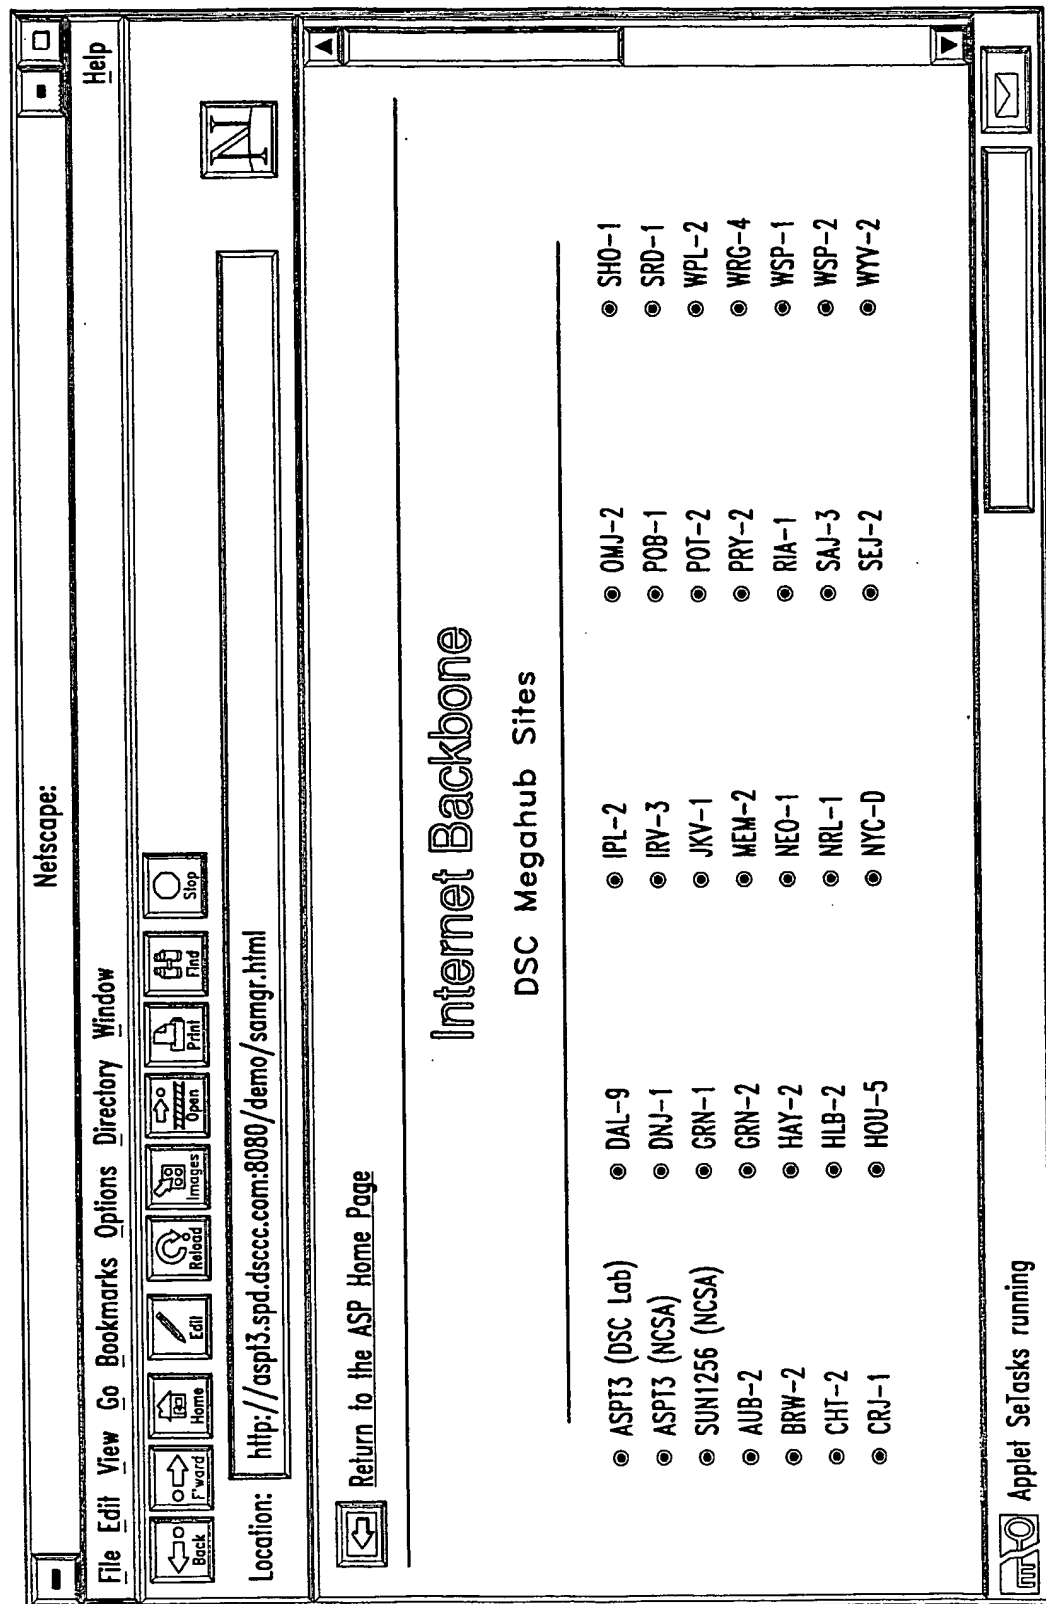 Netscape:
File Edit View Go Bookmarks Options Directory Window Help
Back F'ward Home Edit Reload Images Open Print Find Stop
N
Location: http://aspt3.spd.dsccc.com:8080/demo/samgr.html
Return to the ASP Home Page
Internet Backbone
DSC Megahub Sites
ASPT3 (DSC Lab) DAL-9 IPL-2 OMJ-2 SHO-1
ASPT3 (NCSA) DNJ-1 IRV-3 POB-1 SRD-1
SUN1256 (NCSA) GRN-1 JKV-1 POT-2 WPL-2
AUB-2 GRN-2 MEM-2 PRY-2 WRG-4
BRW-2 HAY-2 NEO-1 RIA-1 WSP-1
CHT-2 HLB-2 NRL-1 SAJ-3 WSP-2
CRJ-1 HOU-5 NYC-D SEJ-2 WYV-2
Applet SeTasks running